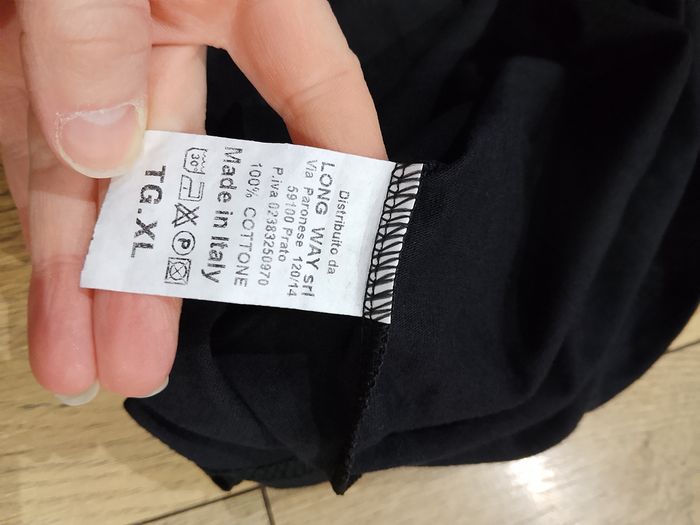 Distribuito da
LONG WAY srl
Via Paronese 120/14
59100 Prato
P.iva 02383250970
100% COTTONE
Made in Italy
30 P
TG.XL